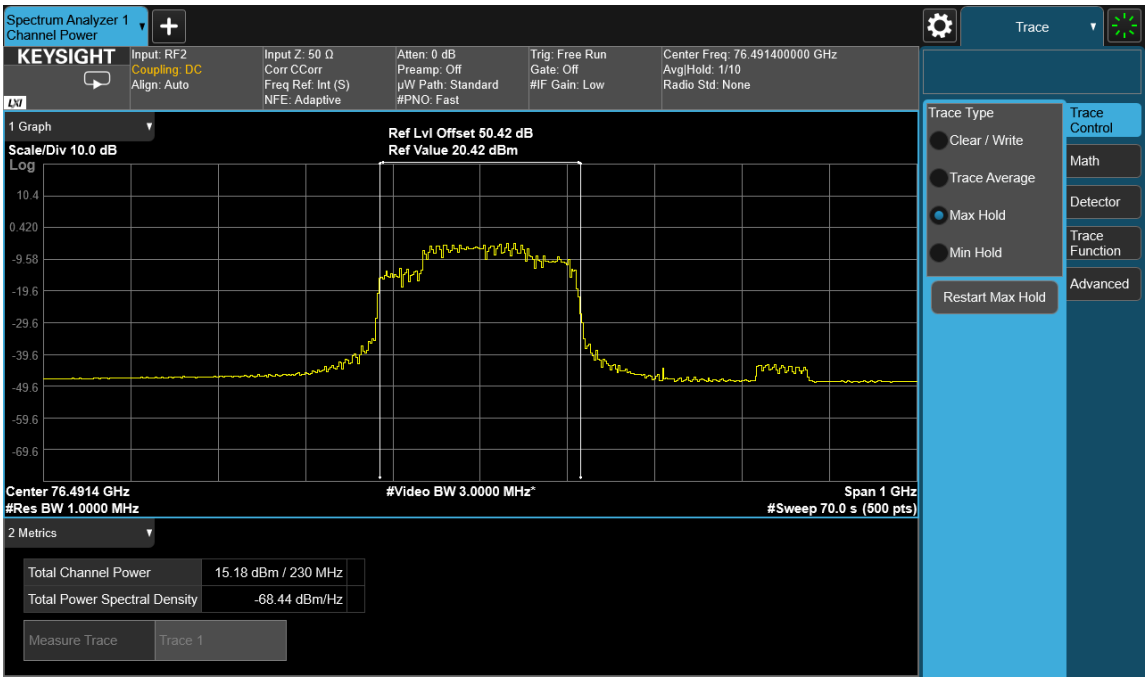 Spectrum Analyzer 1
Channel Power
+
Trace
KEYSIGHT
LXI
Input: RF2
Coupling: DC
Align: Auto
Input Z: 50 Ω
Corr CCorr
Freq Ref: Int (S)
NFE: Adaptive
Atten: 0 dB
Preamp: Off
µW Path: Standard
#PNO: Fast
Trig: Free Run
Gate: Off
#IF Gain: Low
Center Freq: 76.491400000 GHz
Avg|Hold: 1/10
Radio Std: None
1 Graph
Scale/Div 10.0 dB
Log
Ref Lvl Offset 50.42 dB
Ref Value 20.42 dBm
10.4
0.420
-9.58
-19.6
-29.6
-39.6
-49.6
-59.6
-69.6
Center 76.4914 GHz
#Res BW 1.0000 MHz
#Video BW 3.0000 MHz*
Span 1 GHz
#Sweep 70.0 s (500 pts)
2 Metrics
Total Channel Power 15.18 dBm / 230 MHz
Total Power Spectral Density -68.44 dBm/Hz
Measure Trace Trace 1
Trace Type
Clear / Write
Trace Average
Max Hold
Min Hold
Restart Max Hold
Trace
Control
Math
Detector
Trace
Function
Advanced